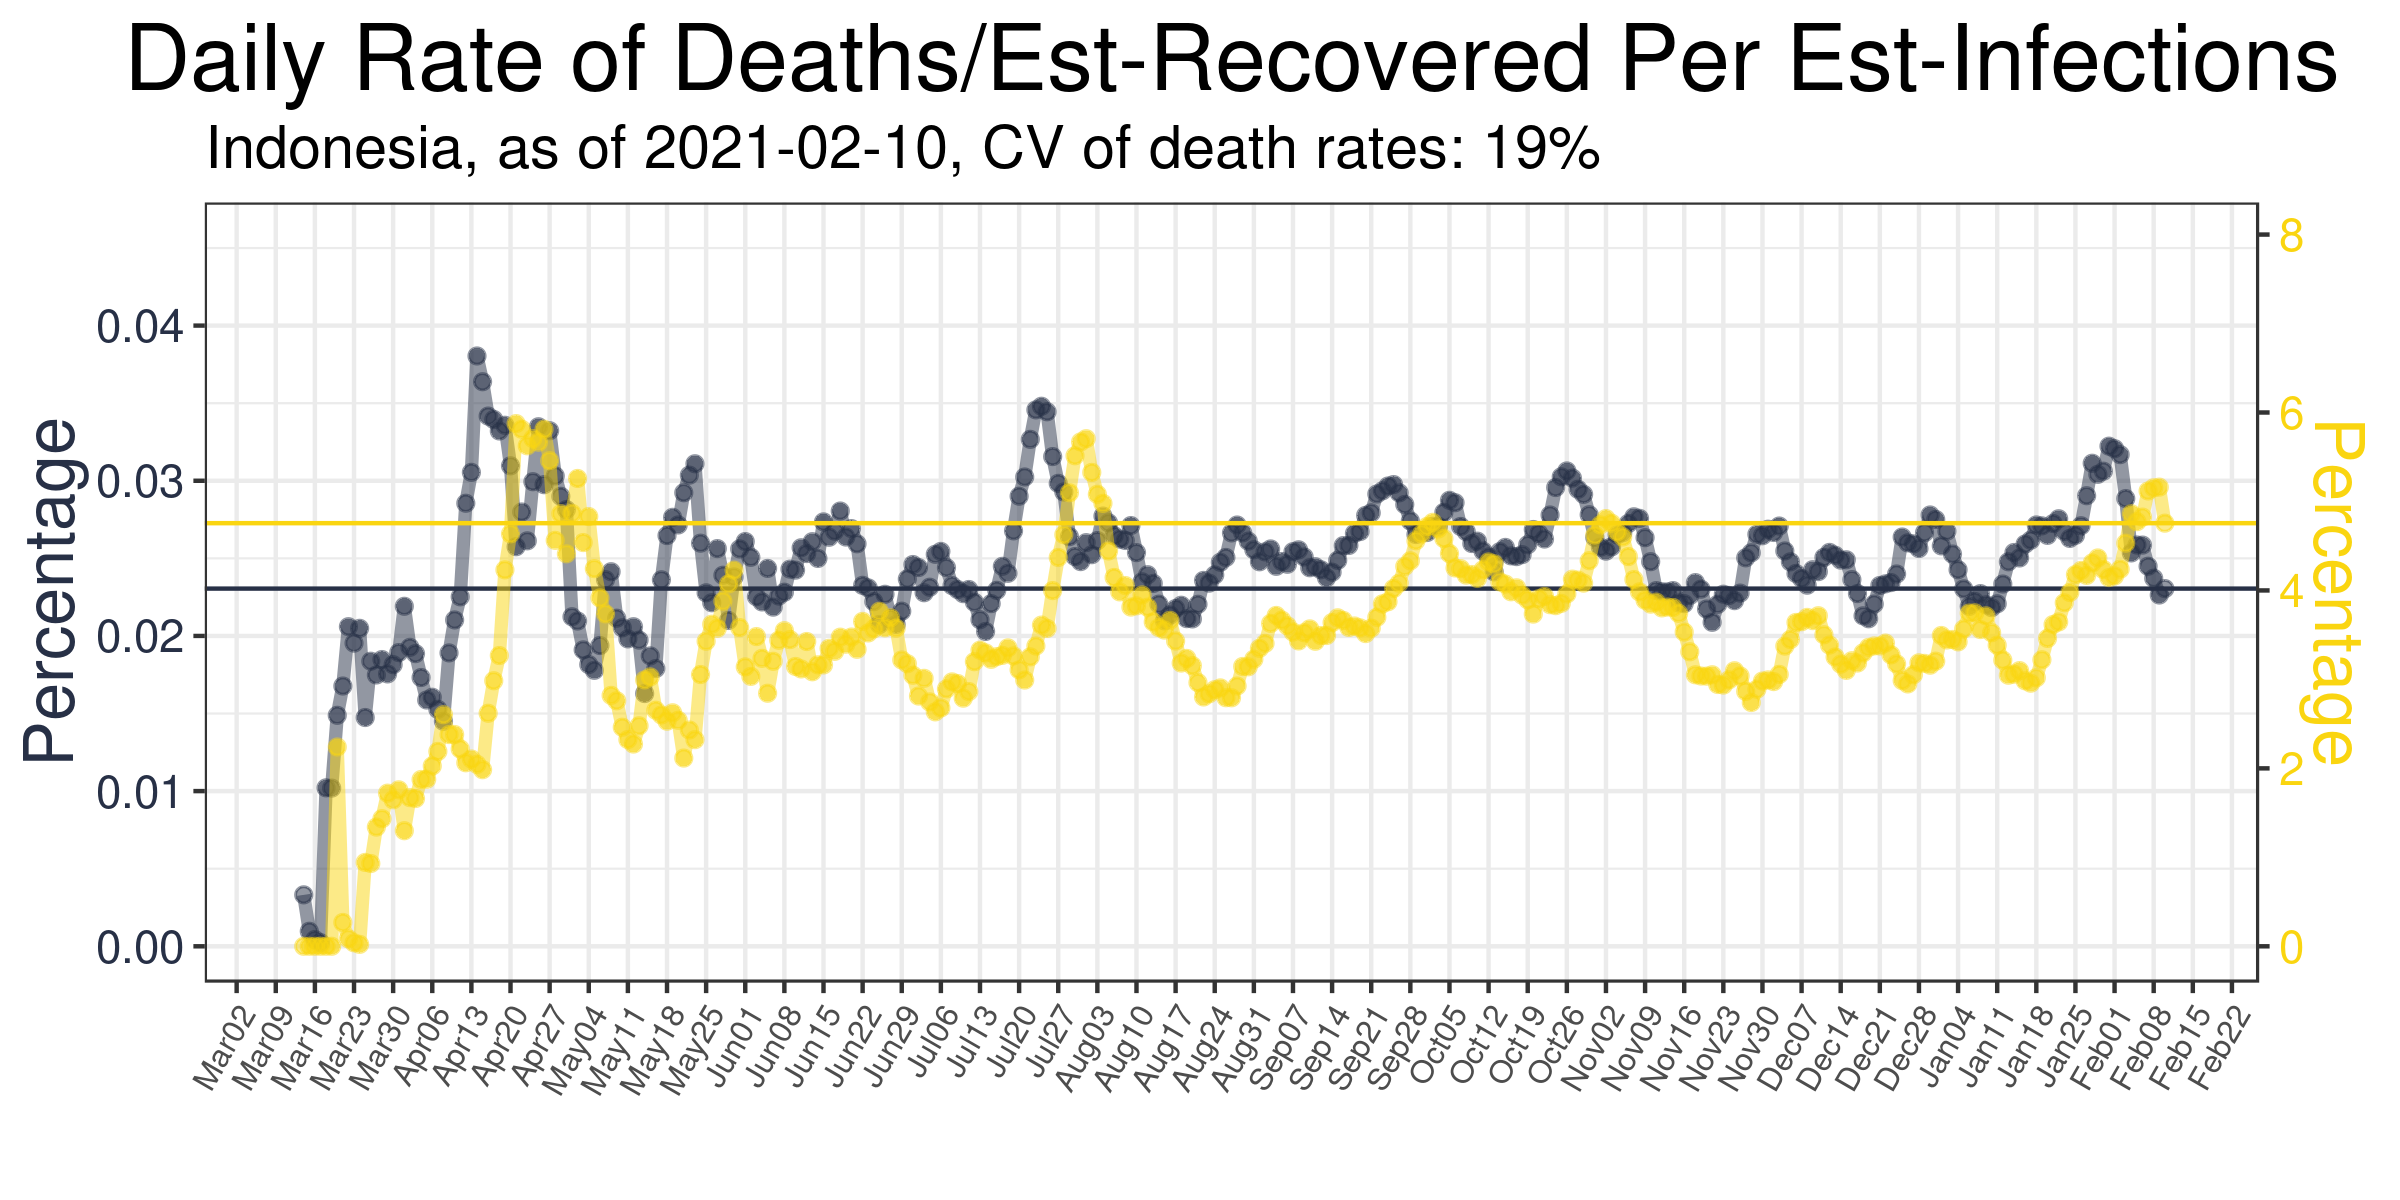 Daily Rate of Deaths/Est-Recovered Per Est-Infections
Indonesia, as of 2021-02-10, CV of death rates: 19%
Percentage
0.04
0.03
0.02
0.01
0.00
8
6
4
2
0
Percentage
Mar02
Mar09
Mar16
Mar23
Mar30
Apr06
Apr13
Apr20
Apr27
May04
May11
May18
May25
Jun01
Jun08
Jun15
Jun22
Jun29
Jul06
Jul13
Jul20
Jul27
Aug03
Aug10
Aug17
Aug24
Aug31
Sep07
Sep14
Sep21
Sep28
Oct05
Oct12
Oct19
Oct26
Nov02
Nov09
Nov16
Nov23
Nov30
Dec07
Dec14
Dec21
Dec28
Jan04
Jan11
Jan18
Jan25
Feb01
Feb08
Feb15
Feb22